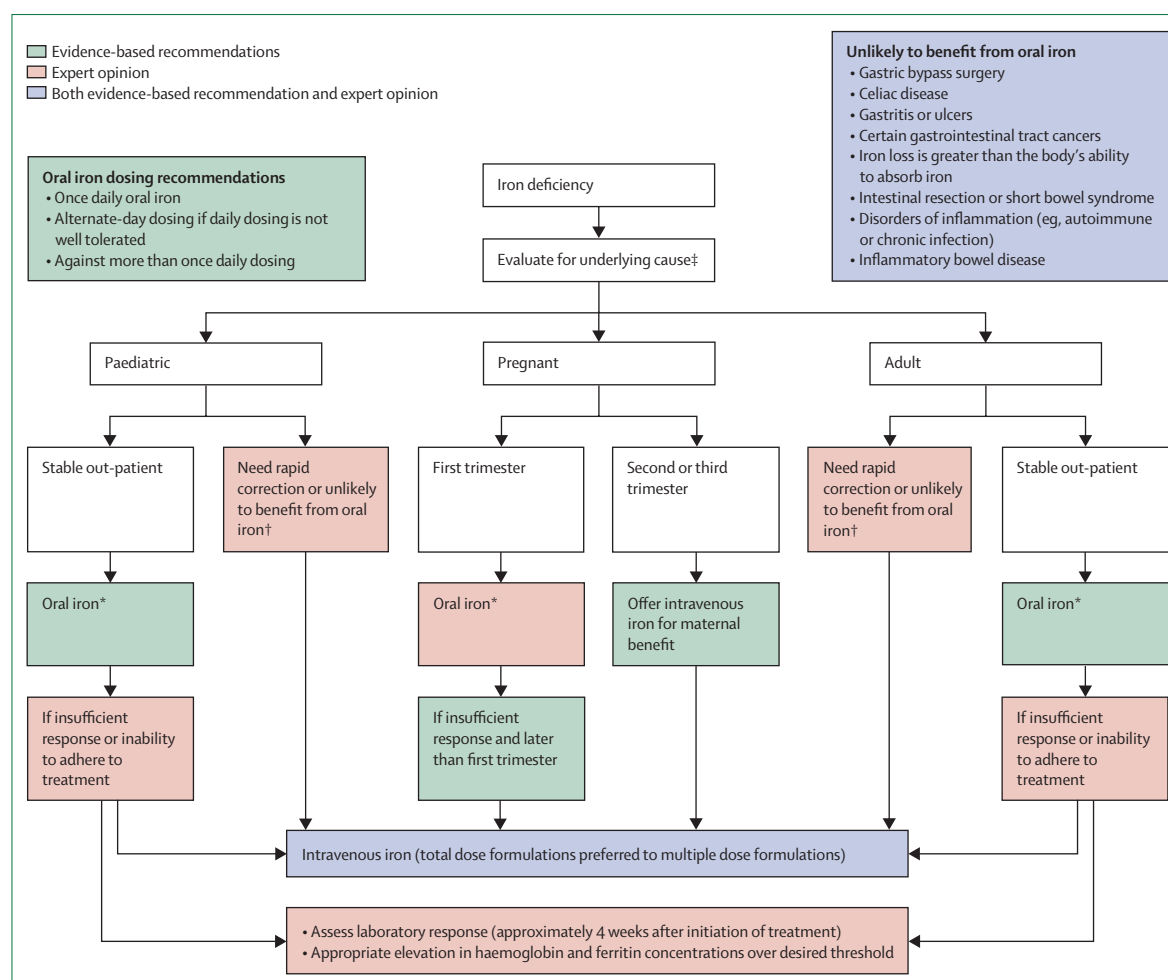 Evidence-based recommendations
Expert opinion
Both evidence-based recommendation and expert opinion
Unlikely to benefit from oral iron
• Gastric bypass surgery
• Celiac disease
• Gastritis or ulcers
• Certain gastrointestinal tract cancers
• Iron loss is greater than the body's ability
to absorb iron
• Intestinal resection or short bowel syndrome
• Disorders of inflammation (eg, autoimmune
or chronic infection)
• Inflammatory bowel disease
Oral iron dosing recommendations
• Once daily oral iron
• Alternate-day dosing if daily dosing is not
well tolerated
• Against more than once daily dosing
Iron deficiency
Evaluate for underlying cause‡
Paediatric
Pregnant
Adult
Stable out-patient
Need rapid
correction or unlikely
to benefit from oral
iron†
First trimester
Second or third
trimester
Need rapid
correction or unlikely
to benefit from oral
iron†
Stable out-patient
Oral iron*
Oral iron*
Offer intravenous
iron for maternal
benefit
Oral iron*
If insufficient
response or inability
to adhere to
treatment
If insufficient
response and later
than first trimester
If insufficient
response or inability
to adhere to
treatment
Intravenous iron (total dose formulations preferred to multiple dose formulations)
• Assess laboratory response (approximately 4 weeks after initiation of treatment)
• Appropriate elevation in haemoglobin and ferritin concentrations over desired threshold